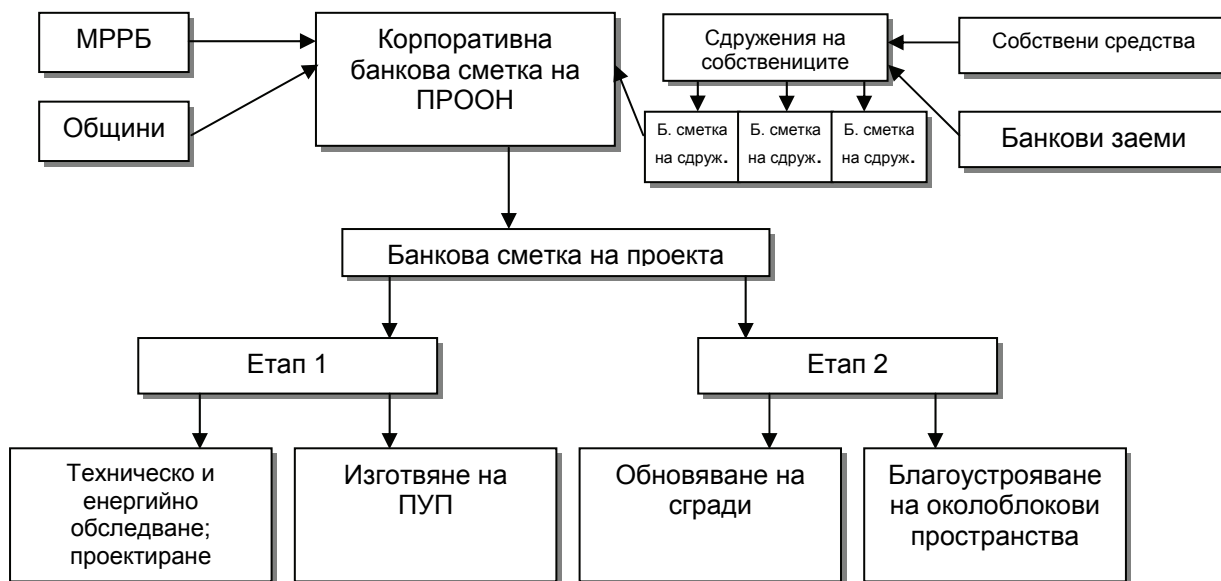 МРРБ
Общини
Корпоративна
банкова сметка на
ПРООН
Сдружения на
собствениците
Собствени средства
Банкови заеми
Б. сметка
на сдруж.
Б. сметка
на сдруж.
Б. сметка
на сдруж.
Банкова сметка на проекта
Етап 1
Етап 2
Техническо и
енергийно
обследване;
проектиране
Изготвяне на
ПУП
Обновяване на
сгради
Благоустрояване
на околоблокови
пространства